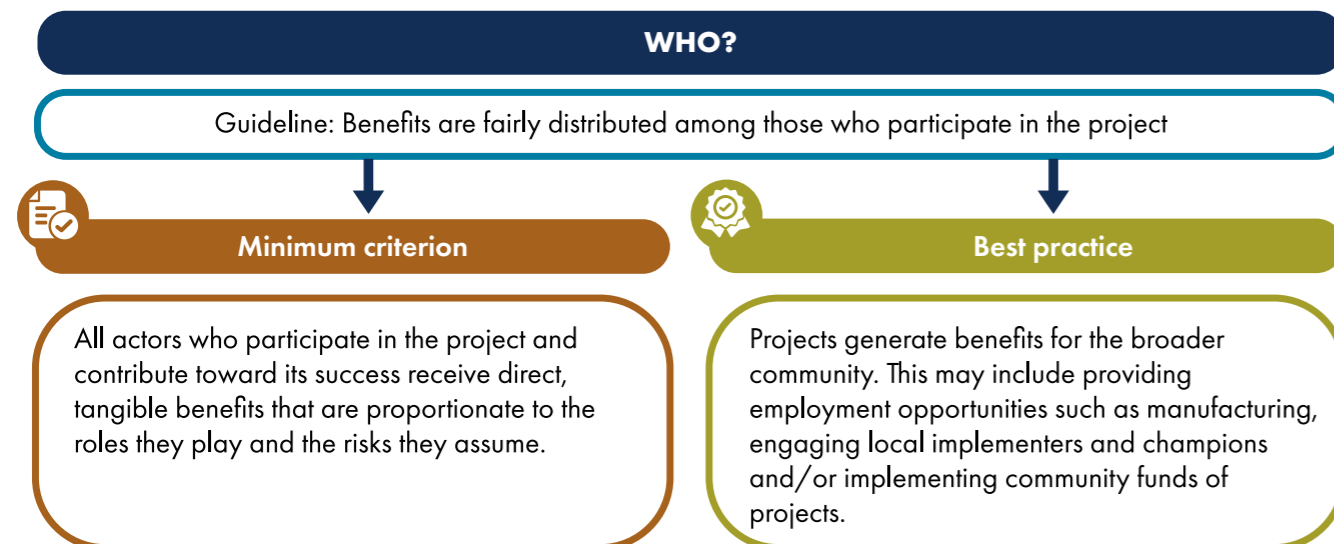 WHO?
Guideline: Benefits are fairly distributed among those who participate in the project
Minimum criterion
All actors who participate in the project and
contribute toward its success receive direct,
tangible benefits that are proportionate to the
roles they play and the risks they assume.
Best practice
Projects generate benefits for the broader
community. This may include providing
employment opportunities such as manufacturing,
engaging local implementers and champions
and/or implementing community funds of
projects.